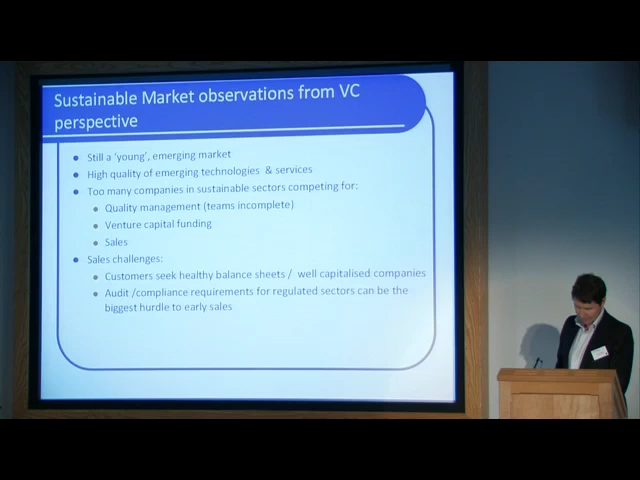 Sustainable Market observations from VC
perspective
Still a 'young', emerging market
High quality of emerging technologies & services
Too many companies in sustainable sectors competing for:
Quality management (teams incomplete)
Venture capital funding
Sales
Sales challenges:
Customers seek healthy balance sheets / well capitalised companies
Audit /compliance requirements for regulated sectors can be the
biggest hurdle to early sales